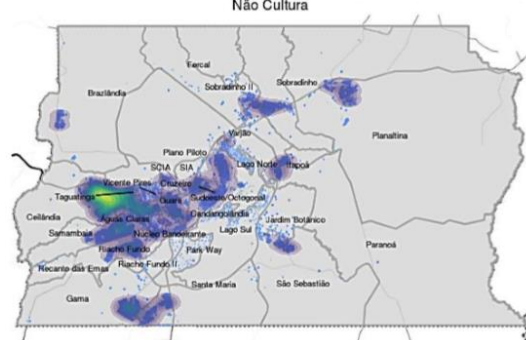 Não Cultura
Fercal
Sobradinho
Brazlândia
Sobradinho II
Planaltina
Varjão
Plano Piloto
Lago Norte
Itapoã
SCIA
SIA
Vicente Pires
Cruzeiro
Taguatinga
Sudoeste/Octogonal
Guará
Candangolândia
Ceilândia
Águas Claras
Jardim Botânico
Samambaia
Núcleo Bandeirante
Lago Sul
Riacho Fundo
Park Way
Paranoá
Recanto das Emas
Riacho Fundo II
Santa Maria
São Sebastião
Gama